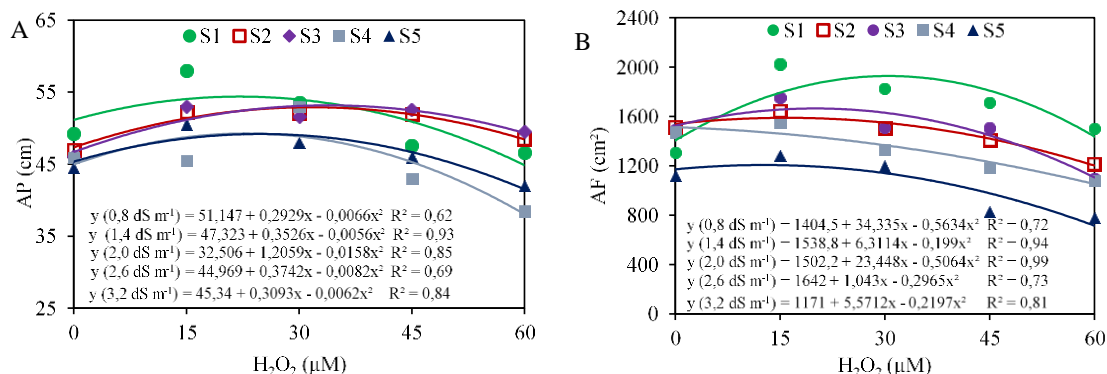 A
65
55
45
35
25
AP (cm)
S1 S2 S3 S4 S5
y (0,8 dS m⁻¹) = 51,147 + 0,2929x - 0,0066x² R² = 0,62
y (1,4 dS m⁻¹) = 47,323 + 0,3526x - 0,0056x² R² = 0,93
y (2,0 dS m⁻¹) = 32,506 + 1,2059x - 0,0158x² R² = 0,85
y (2,6 dS m⁻¹) = 44,969 + 0,3742x - 0,0082x² R² = 0,69
y (3,2 dS m⁻¹) = 45,34 + 0,3093x - 0,0062x² R² = 0,84
0 15 30 45 60
H₂O₂ (µM)
B
2400
2000
1600
1200
800
400
0
AF (cm²)
S1 S2 S3 S4 S5
y (0,8 dS m⁻¹) = 1404,5 + 34,335x - 0,5634x² R² = 0,72
y (1,4 dS m⁻¹) = 1538,8 + 6,3114x - 0,199x² R² = 0,94
y (2,0 dS m⁻¹) = 1502,2 + 23,448x - 0,5064x² R² = 0,99
y (2,6 dS m⁻¹) = 1642 + 1,043x - 0,2965x² R² = 0,73
y (3,2 dS m⁻¹) = 1171 + 5,5712x - 0,2197x² R² = 0,81
0 15 30 45 60
H₂O₂ (µM)